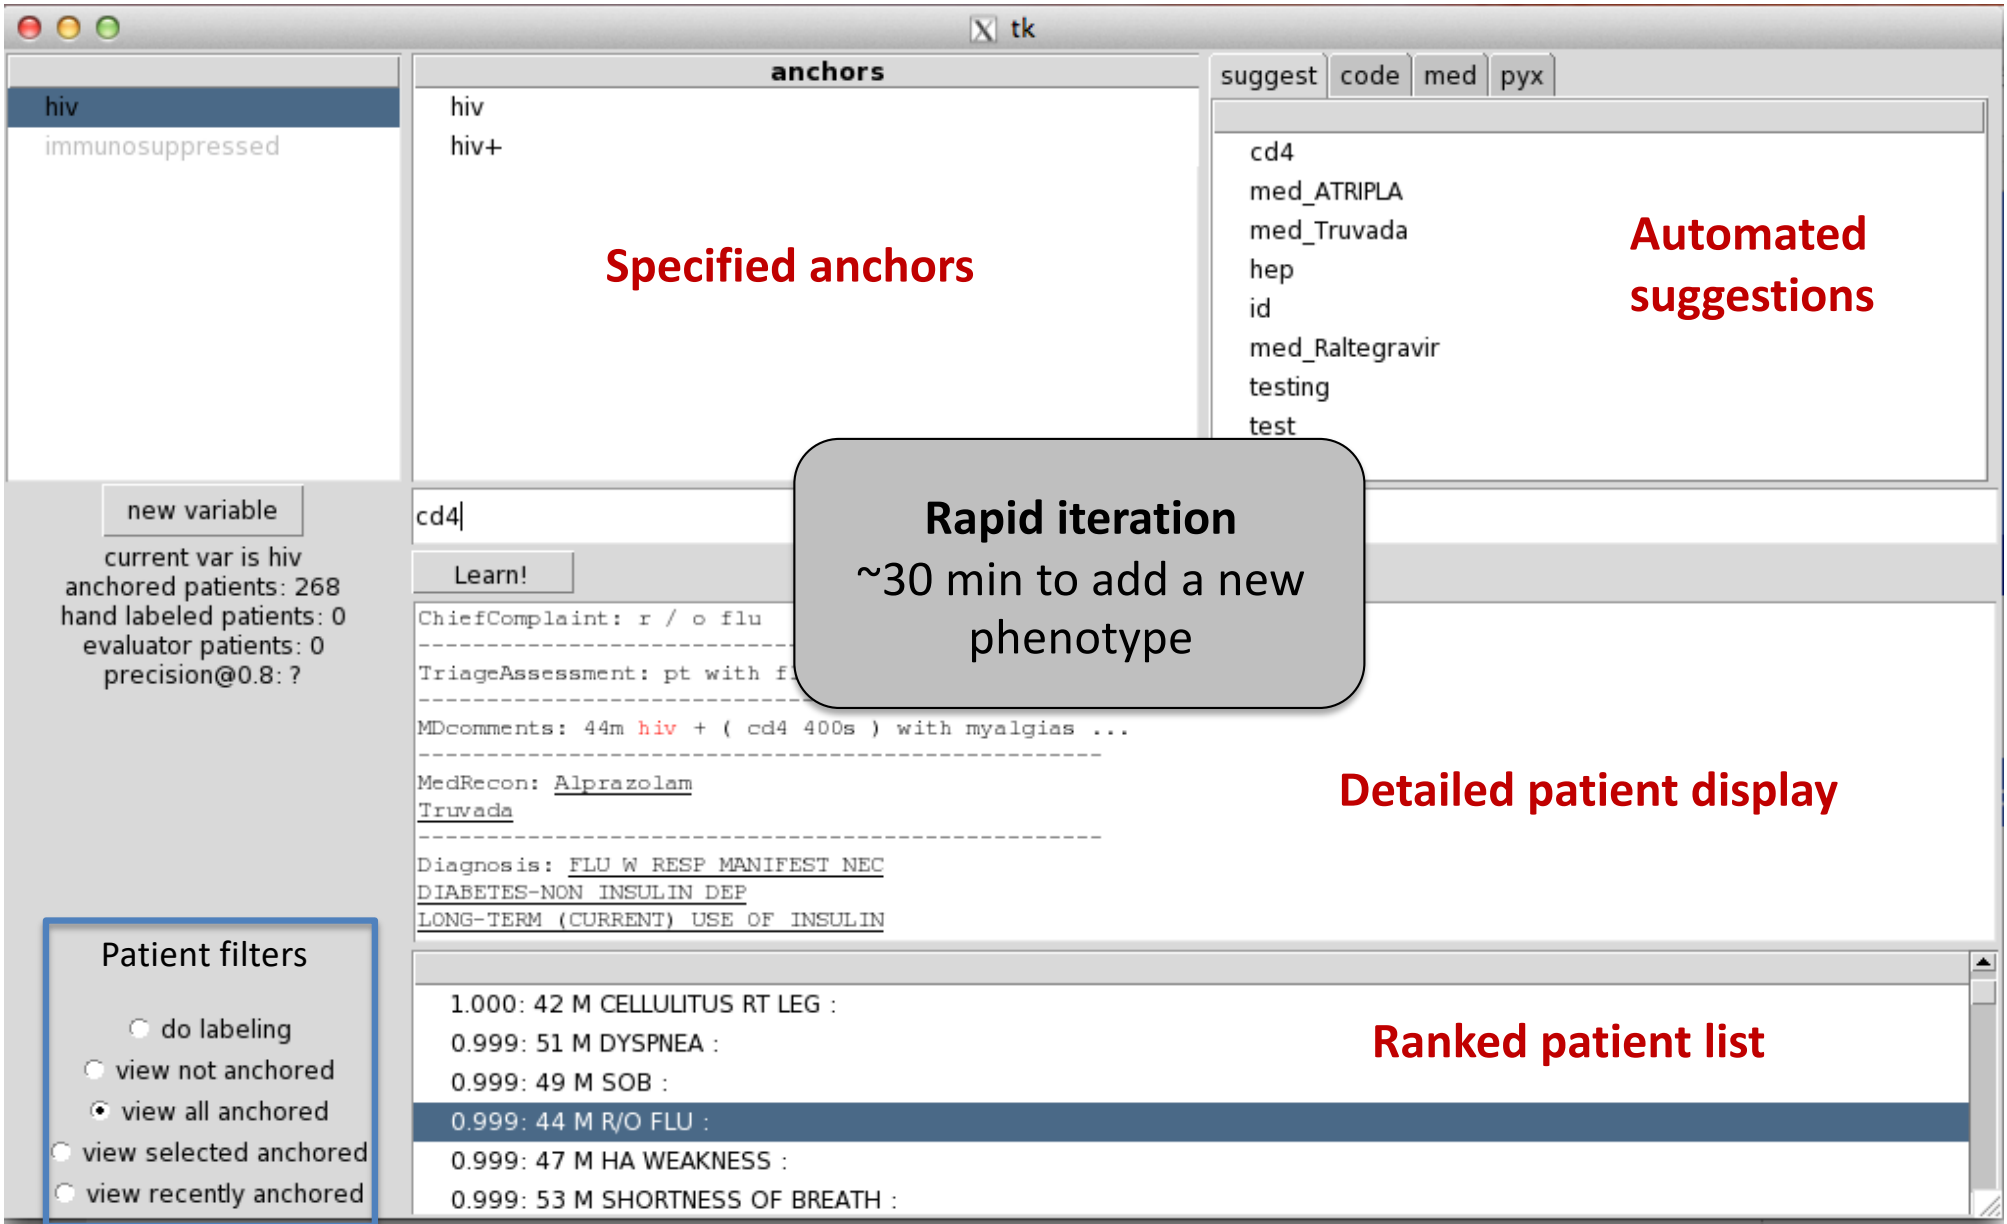 tk
hiv
immunosuppressed
anchors
hiv
hiv+
Specified anchors
suggest code med pyx
cd4
med_ATRIPLA
med_Truvada
hep
id
med_Raltegravir
testing
test
Automated
suggestions
new variable
current var is hiv
anchored patients: 268
hand labeled patients: 0
evaluator patients: 0
precision@0.8: ?
cd4
Learn!
Rapid iteration
~30 min to add a new
phenotype
ChiefComplaint: r / o flu
TriageAssessment: pt with
MDcomments: 44m hiv + ( cd4 400s ) with myalgias ...
MedRecon: Alprazolam
Truvada
Diagnosis: FLU W RESP MANIFEST NEC
DIABETES-NON INSULIN DEP
LONG-TERM (CURRENT) USE OF INSULIN
Detailed patient display
Patient filters
do labeling
view not anchored
view all anchored
view selected anchored
view recently anchored
1.000: 42 M CELLULITUS RT LEG :
0.999: 51 M DYSPNEA :
0.999: 49 M SOB :
0.999: 44 M R/O FLU :
0.999: 47 M HA WEAKNESS :
0.999: 53 M SHORTNESS OF BREATH :
Ranked patient list